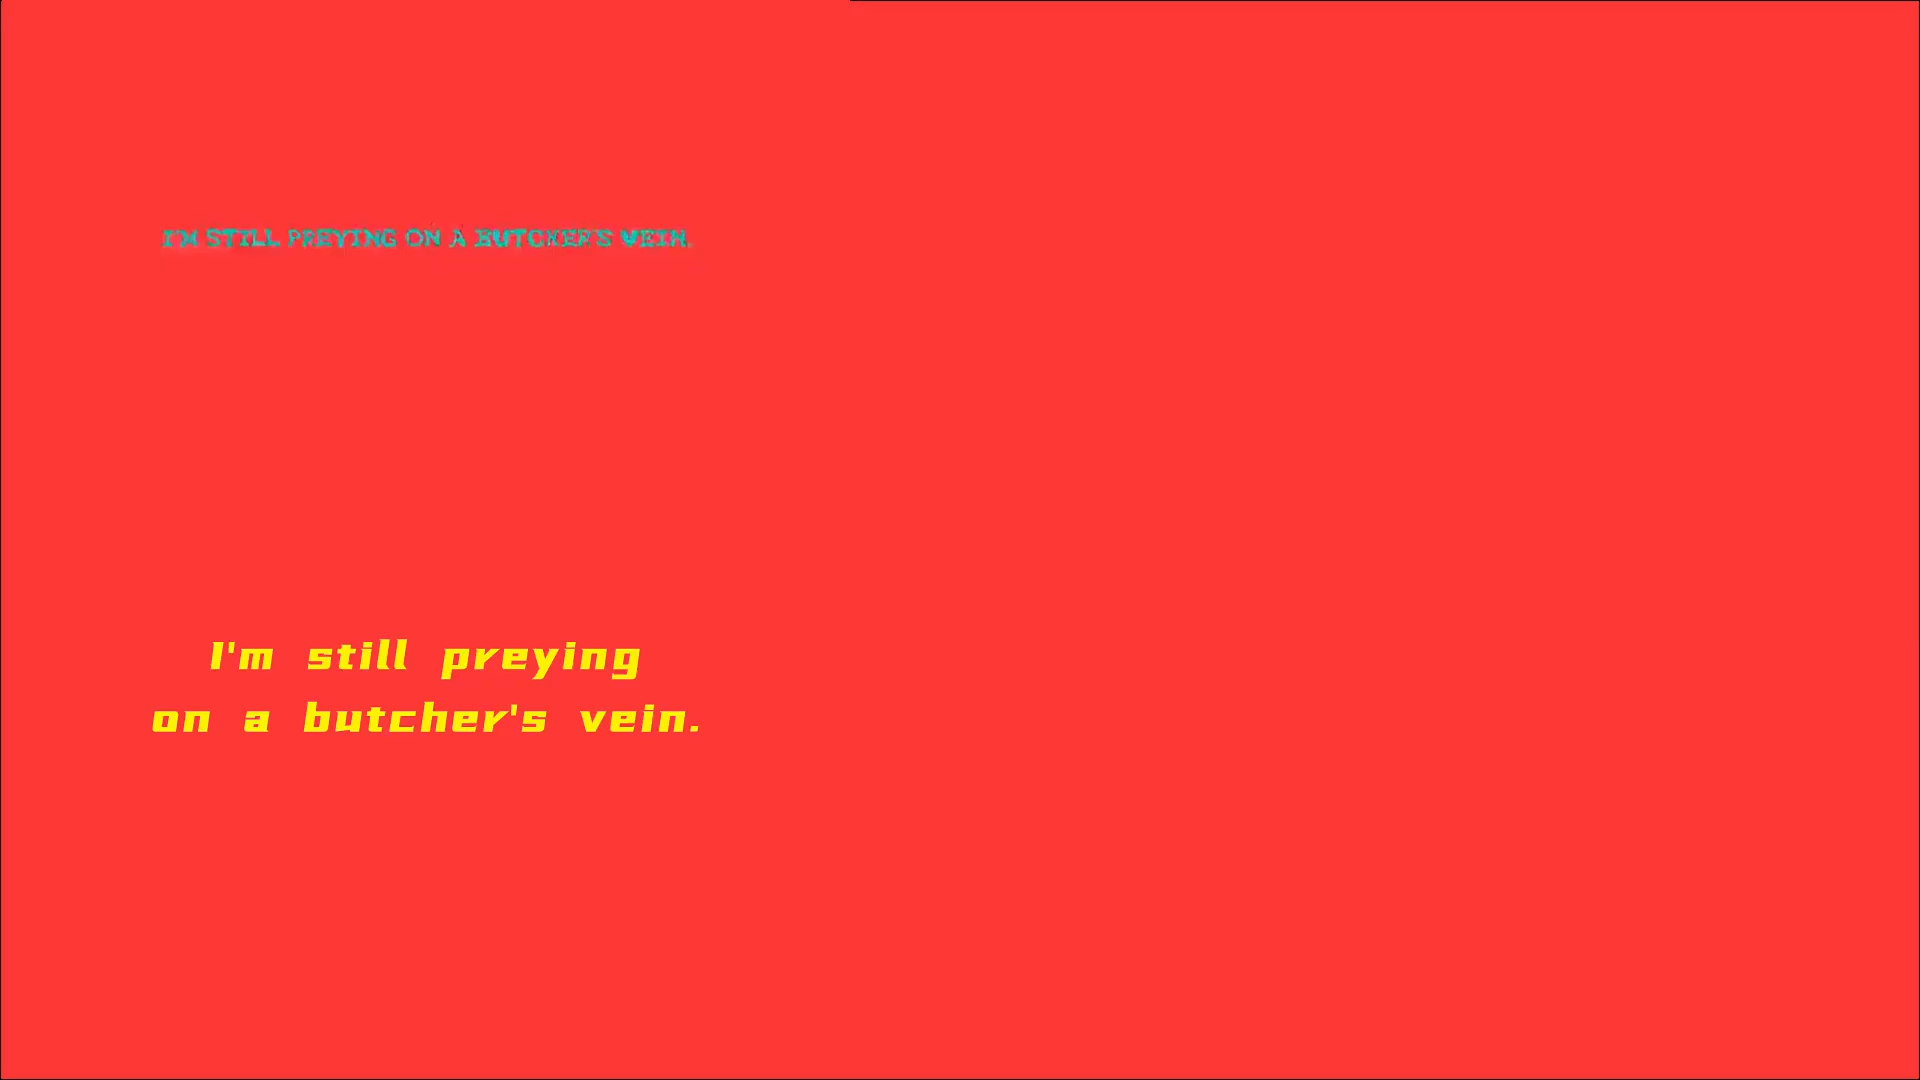 I'M STILL PREYING ON A BUTCHER'S VEIN.
I'm still preying
on a butcher's vein.